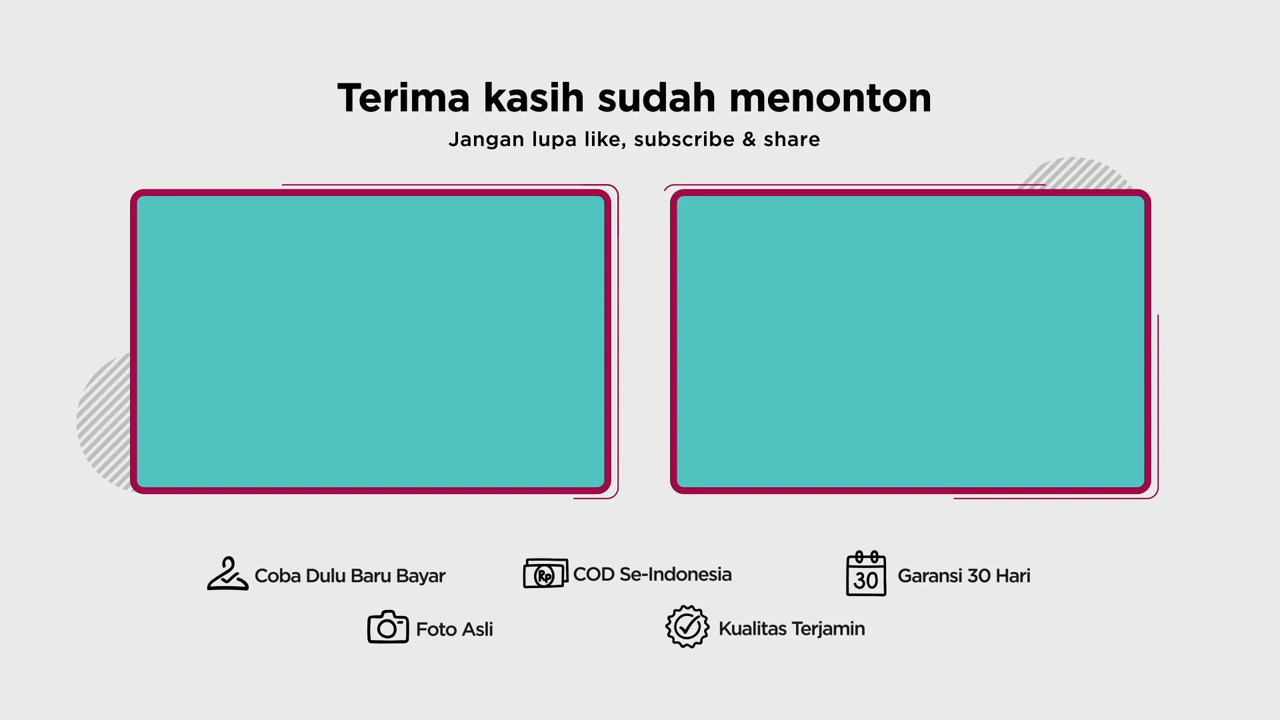 Terima kasih sudah menonton
Jangan lupa like, subscribe & share
Coba Dulu Baru Bayar
Rp COD Se-Indonesia
30 Garansi 30 Hari
Foto Asli
Kualitas Terjamin